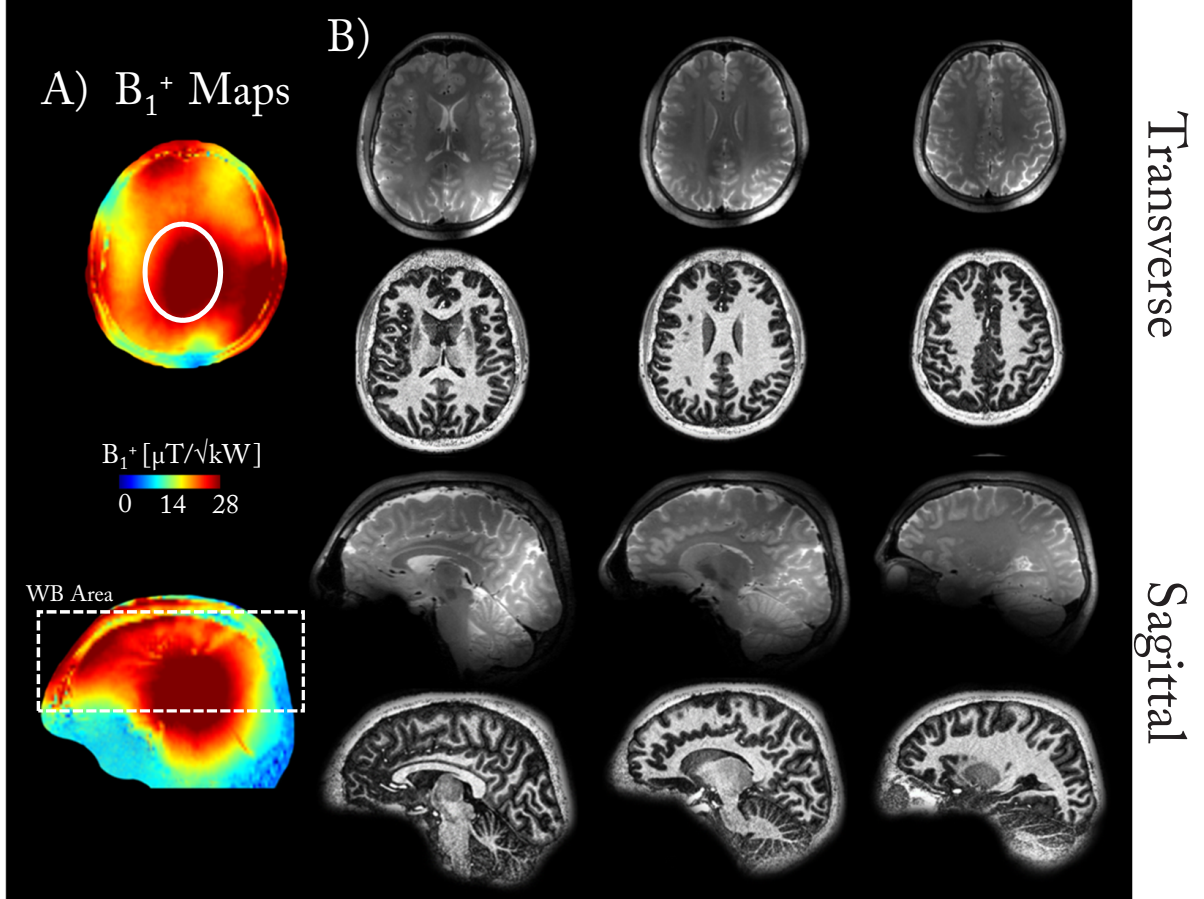 A) B₁⁺ Maps
B₁⁺ [μT/√kW]
0 14 28
WB Area
B)
Transverse
Sagittal